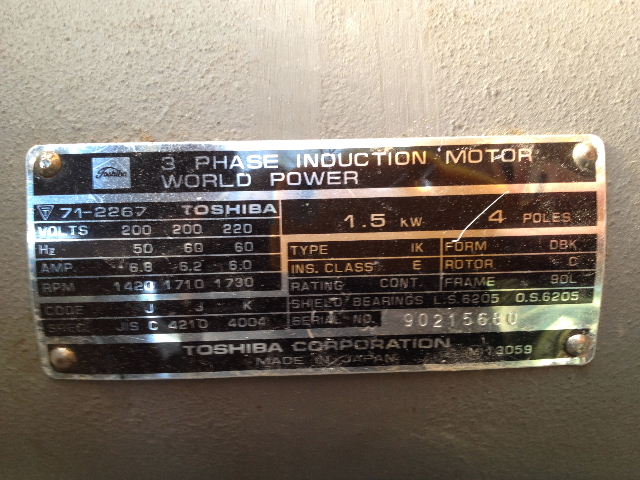 Toshiba
3 PHASE INDUCTION MOTOR
WORLD POWER
71-2267 TOSHIBA
VOLTS 200 200 220
Hz 50 60 60
AMP. 6.8 6.2 6.0
RPM 1420 1710 1730
CODE J J K
SPEC. JIS C 4210 4004
1.5 kW 4 POLES
TYPE IK FORM DBK
INS. CLASS E ROTOR C
RATING CONT. FRAME 90L
SHIELD BEARINGS L.S.6205 O.S.6205
SERIAL NO.
TOSHIBA CORPORATION
MADE IN JAPAN